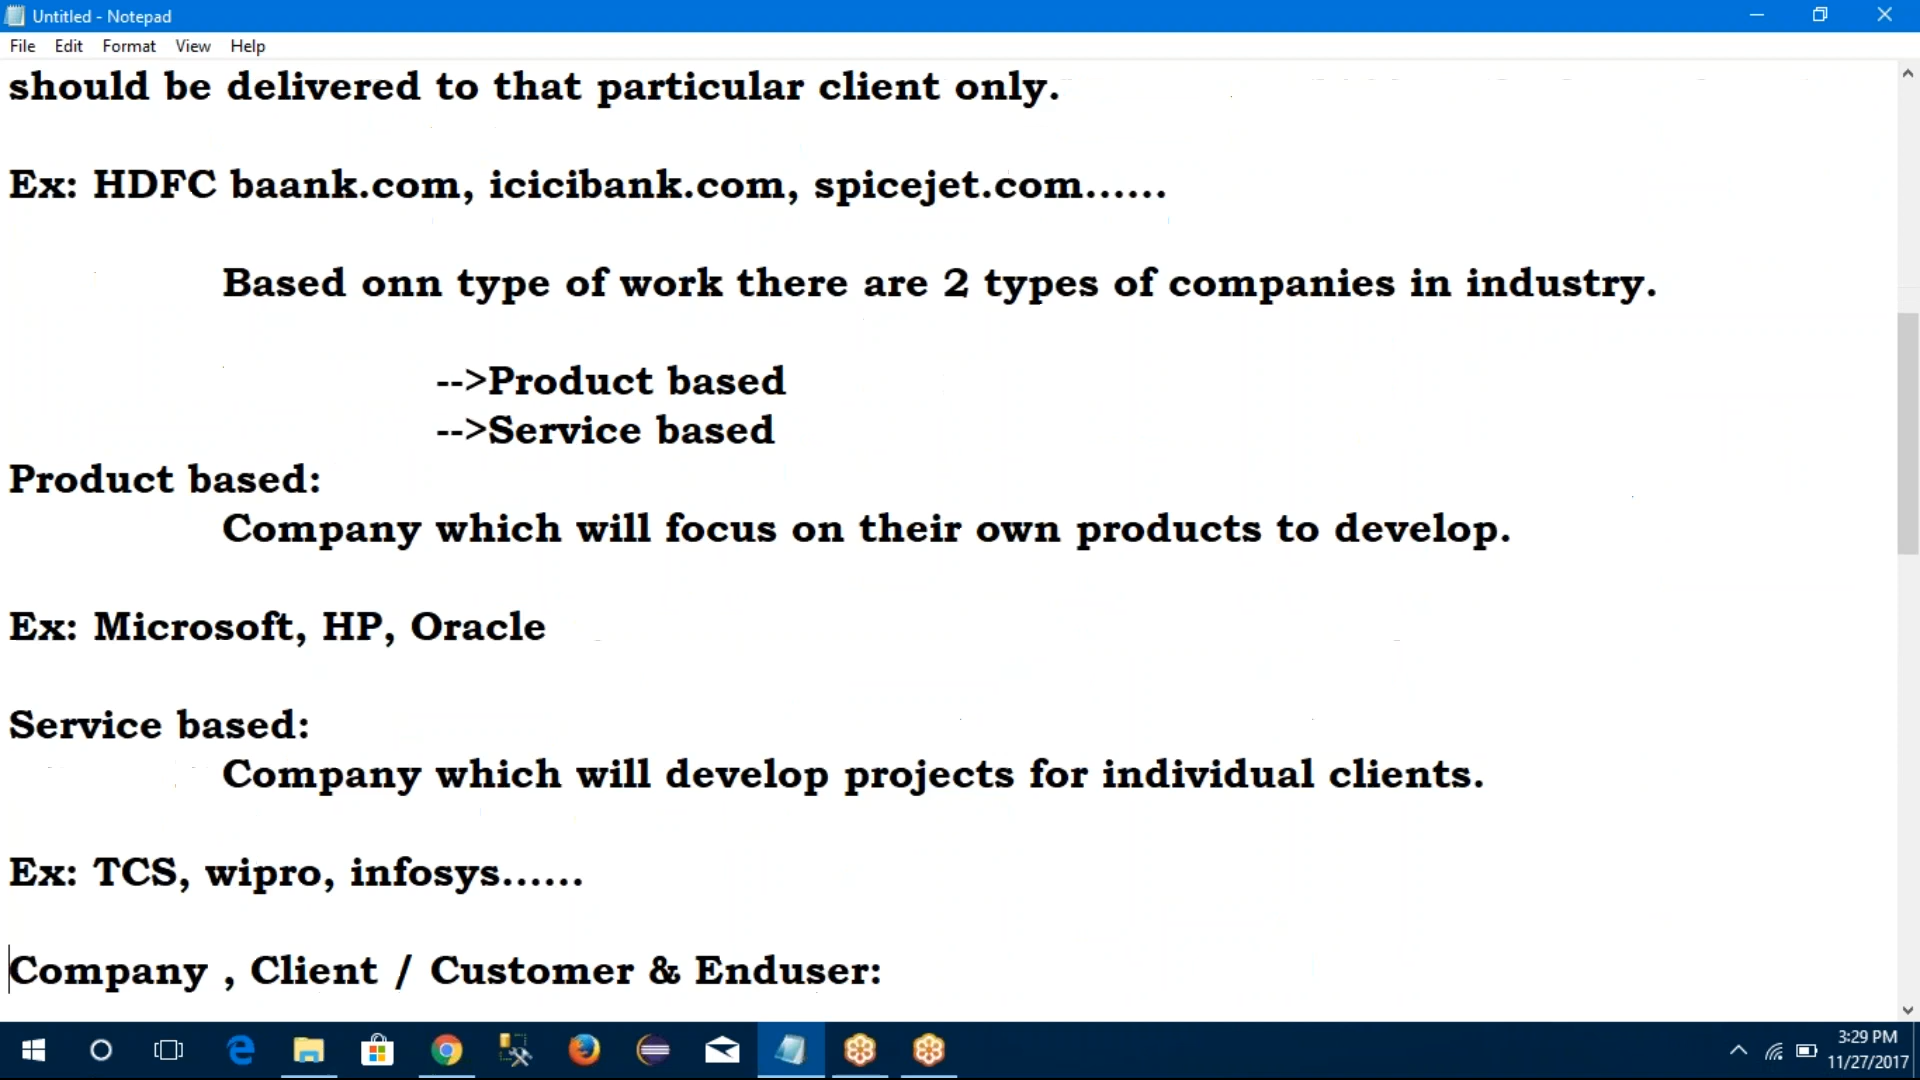 Untitled - Notepad
File Edit Format View Help
should be delivered to that particular client only.
Ex: HDFC baank.com, icicibank.com, spicejet.com......
Based onn type of work there are 2 types of companies in industry.
-->Product based
-->Service based
Product based:
Company which will focus on their own products to develop.
Ex: Microsoft, HP, Oracle
Service based:
Company which will develop projects for individual clients.
Ex: TCS, wipro, infosys......
Company , Client / Customer & Enduser:
3:29 PM
11/27/2017